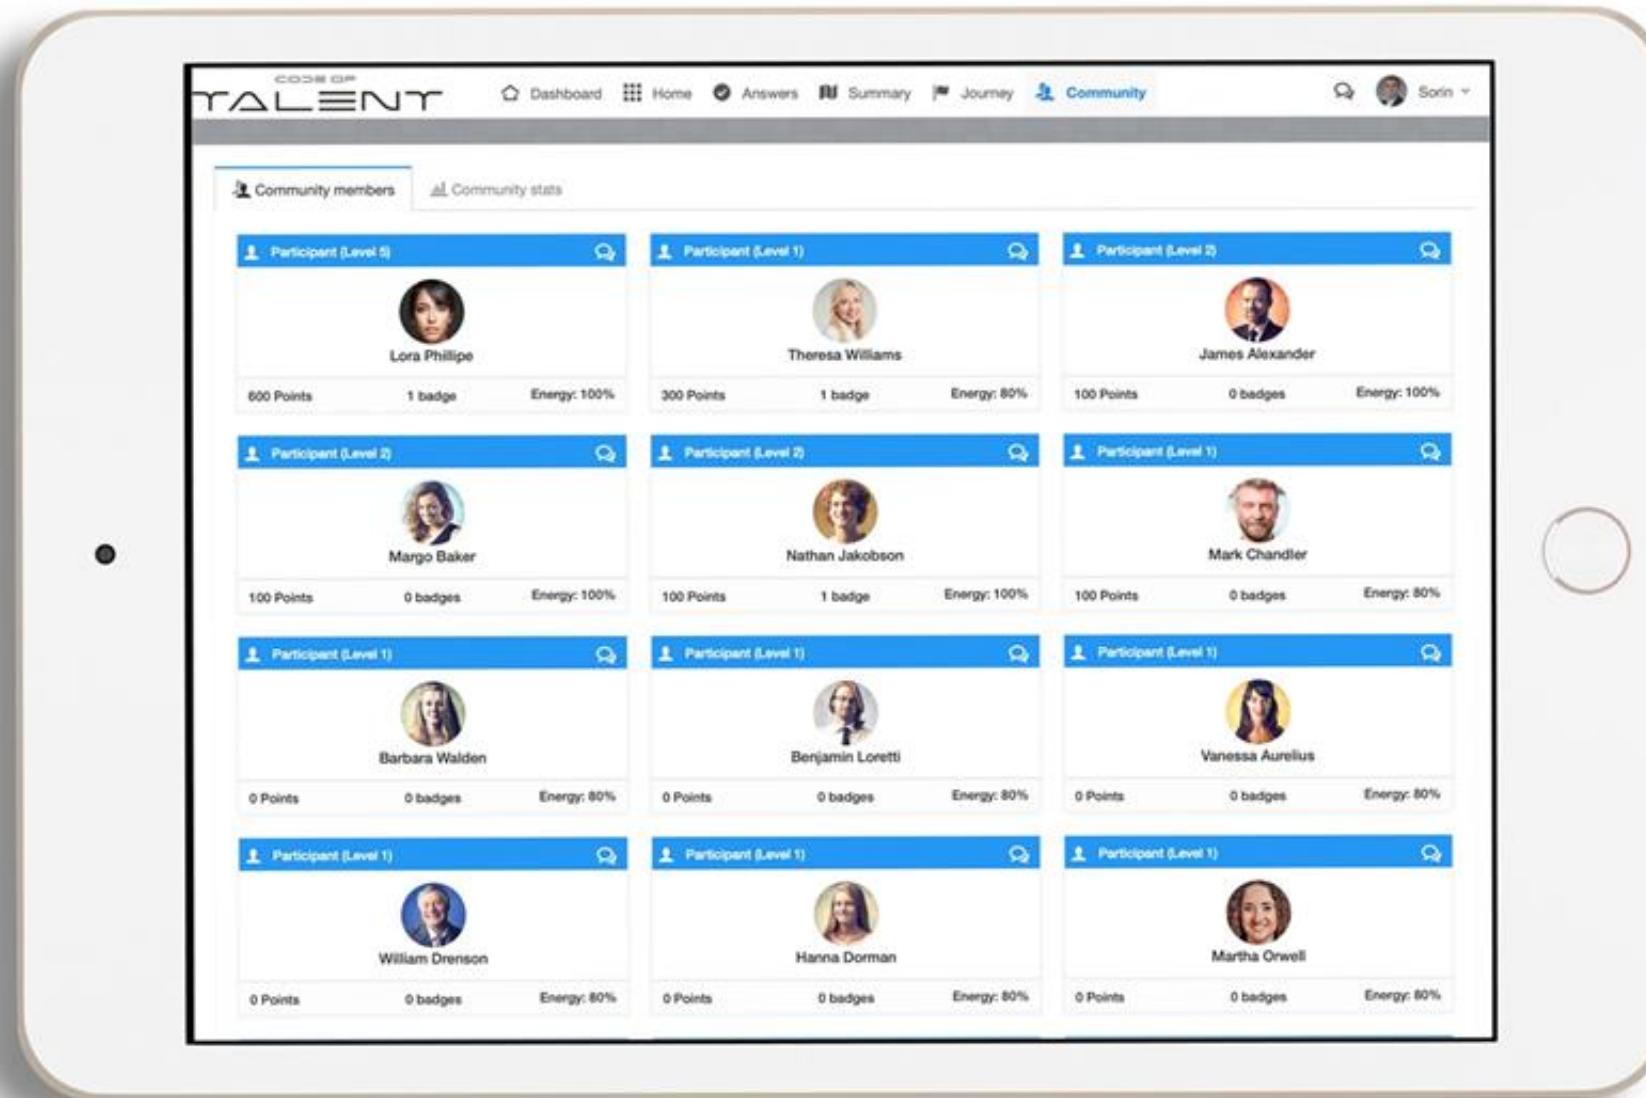 CODE OF
TALENT
Dashboard Home Answers Summary Journey Community Sorin
Community members Community stats
Participant (Level 5) Participant (Level 1) Participant (Level 2)
Lora Phillipe Theresa Williams James Alexander
600 Points 1 badge Energy: 100% 300 Points 1 badge Energy: 80% 100 Points 0 badges Energy: 100%
Participant (Level 2) Participant (Level 2) Participant (Level 1)
Margo Baker Nathan Jakobson Mark Chandler
100 Points 0 badges Energy: 100% 100 Points 1 badge Energy: 100% 100 Points 0 badges Energy: 80%
Participant (Level 1) Participant (Level 1) Participant (Level 1)
Barbara Walden Benjamin Loretti Vanessa Aurelius
0 Points 0 badges Energy: 80% 0 Points 0 badges Energy: 80% 0 Points 0 badges Energy: 80%
Participant (Level 1) Participant (Level 1) Participant (Level 1)
William Drenson Hanna Dorman Martha Orwell
0 Points 0 badges Energy: 80% 0 Points 0 badges Energy: 80% 0 Points 0 badges Energy: 80%